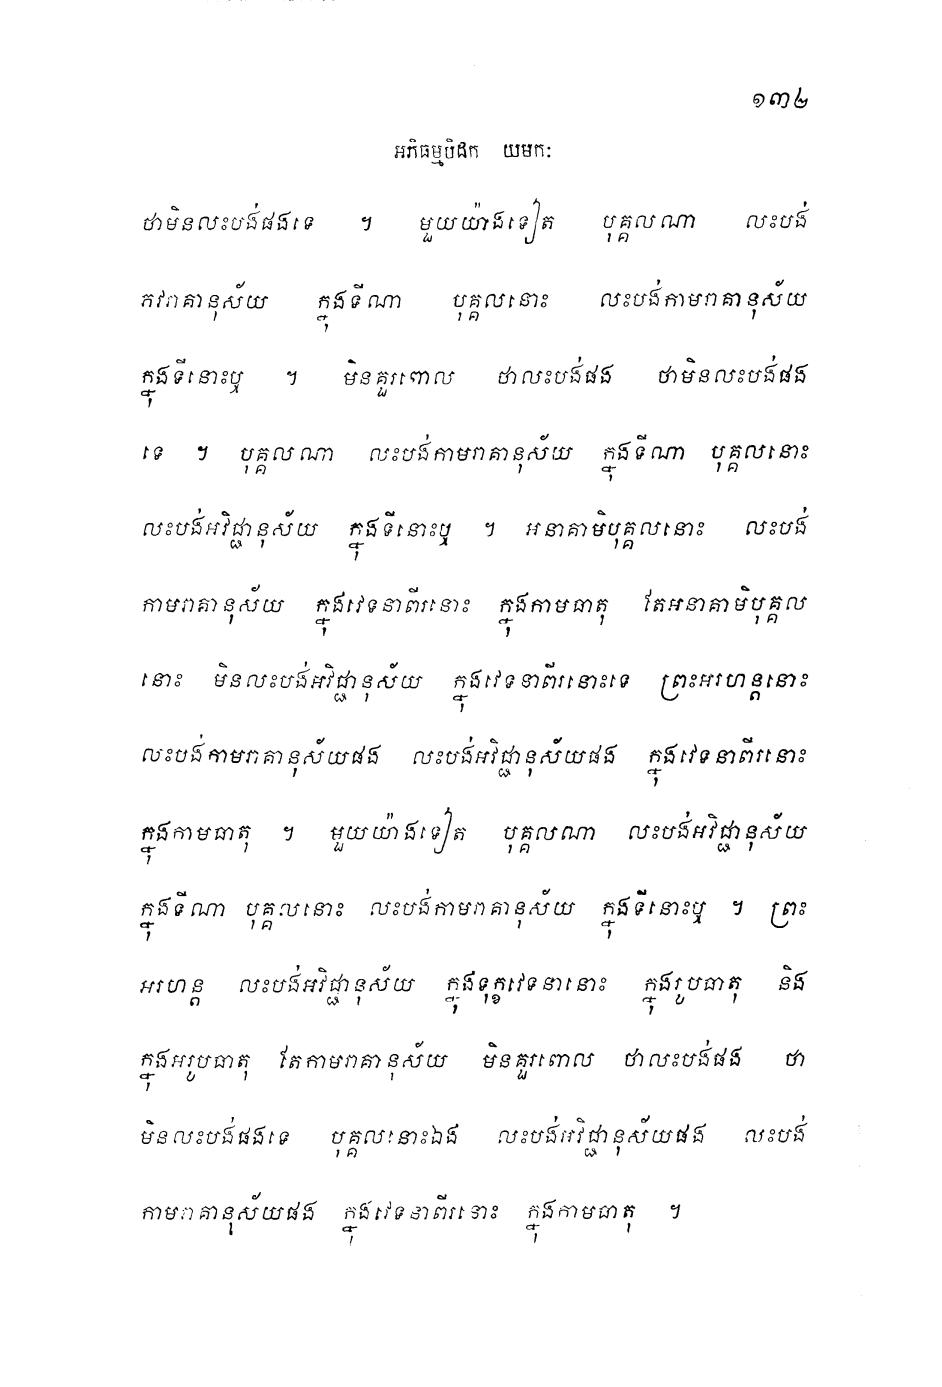 ១៣៤
អភិធម្មបិដក យមកៈ
ថាមិនលះបង់ផងទេ ។ មួយយ៉ាងទៀត បុគ្គលណា លះបង់
ភវរាគានុស័យ ក្នុងទីណា បុគ្គលនោះ លះបង់កាមរាគានុស័យ
ក្នុងទីនោះឬ ។ មិនគួរពោល ថាលះបង់ផង ថាមិនលះបង់ផង
ទេ ។ បុគ្គលណា លះបង់កាមរាគានុស័យ ក្នុងទីណា បុគ្គលនោះ
លះបង់អវិជ្ជានុស័យ ក្នុងទីនោះឬ ។ អនាគាមិបុគ្គលនោះ លះបង់
កាមរាគានុស័យ ក្នុងវេទនាពីរនោះ ក្នុងកាមធាតុ តែអនាគាមិបុគ្គល
នោះ មិនលះបង់អវិជ្ជានុស័យ ក្នុងវេទនាពីរនោះទេ ព្រះអរហន្តនោះ
លះបង់កាមរាគានុស័យផង លះបង់អវិជ្ជានុស័យផង ក្នុងវេទនាពីរនោះ
ក្នុងកាមធាតុ ។ មួយយ៉ាងទៀត បុគ្គលណា លះបង់អវិជ្ជានុស័យ
ក្នុងទីណា បុគ្គលនោះ លះបង់កាមរាគានុស័យ ក្នុងទីនោះឬ ។ ព្រះ
អរហន្ត លះបង់អវិជ្ជានុស័យ ក្នុងទុក្ខវេទនានោះ ក្នុងរូបធាតុ និង
ក្នុងអរូបធាតុ តែកាមរាគានុស័យ មិនគួរពោល ថាលះបង់ផង ថា
មិនលះបង់ផងទេ បុគ្គលនោះឯង លះបង់អវិជ្ជានុស័យផង លះបង់
កាមរាគានុស័យផង ក្នុងវេទនាពីរនោះ ក្នុងកាមធាតុ ។